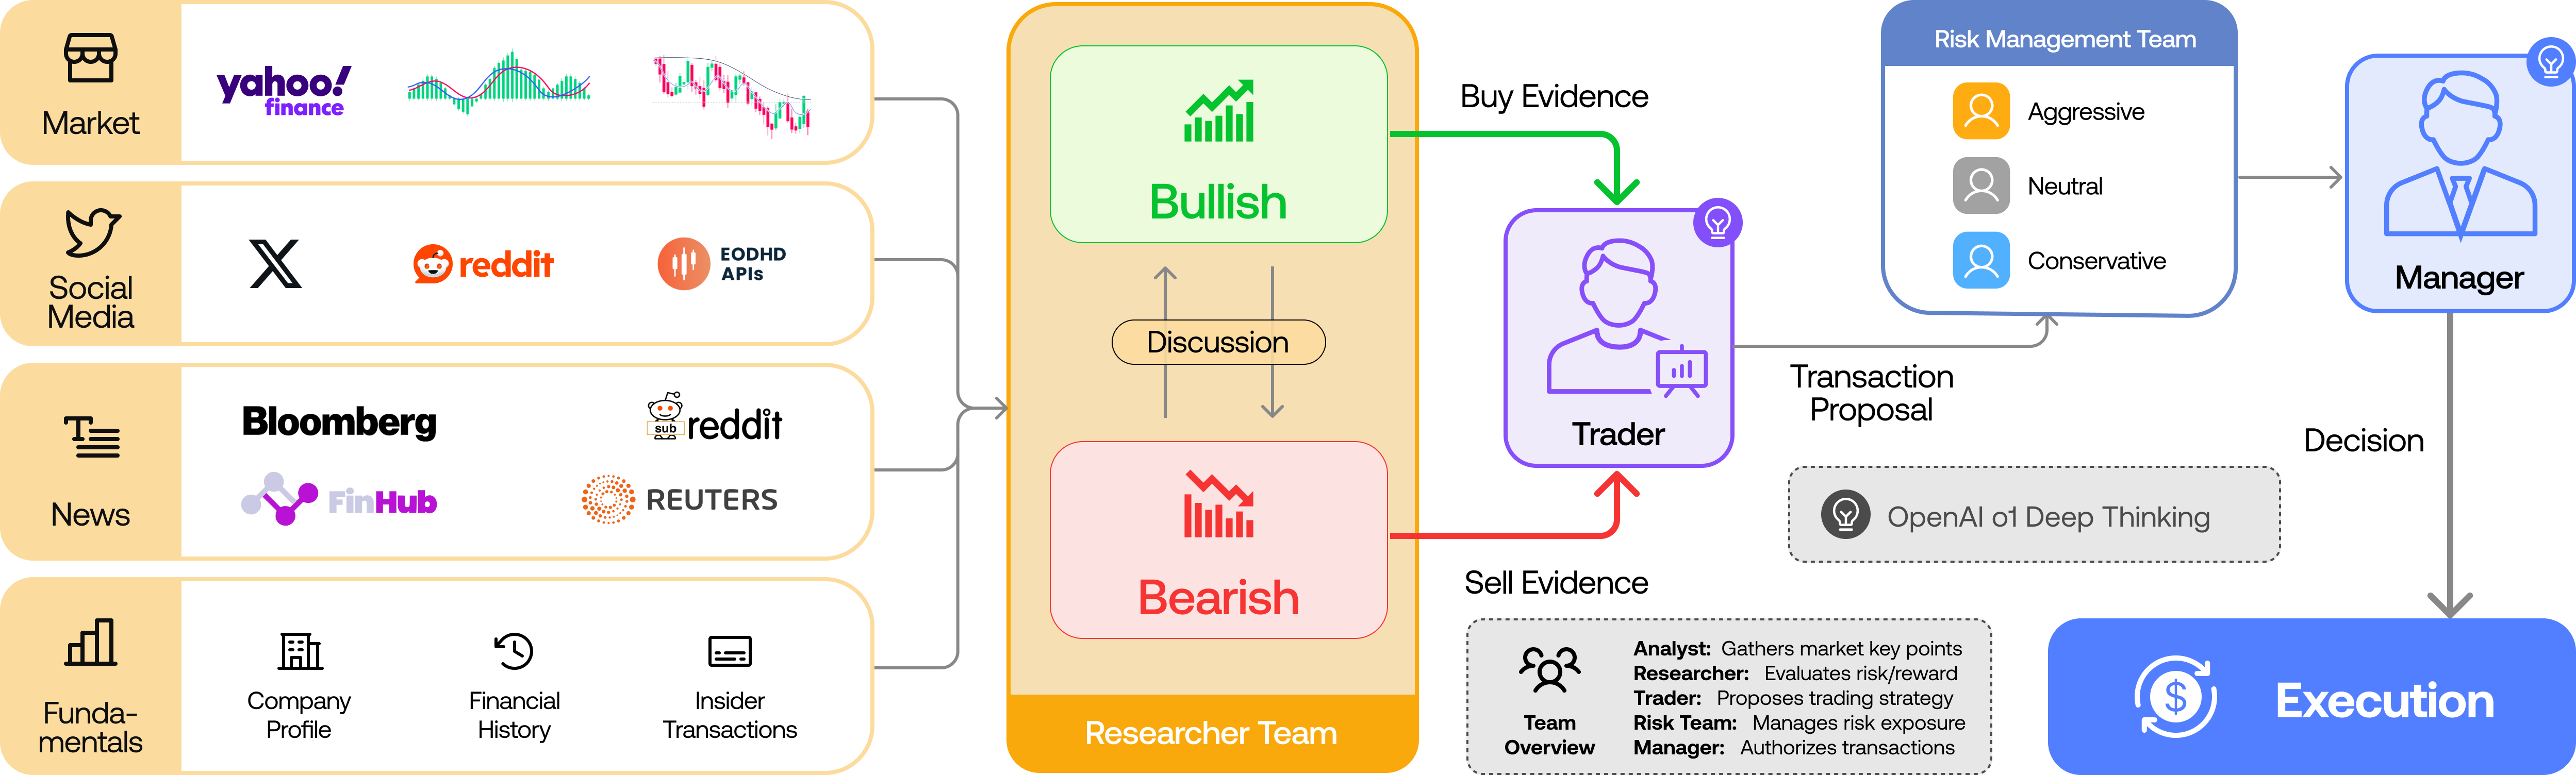 Market
yahoo!
finance
Social
Media
X
reddit
EODHD
APIs
News
Bloomberg
sub
reddit
FinHub
REUTERS
Funda-
mentals
Company
Profile
Financial
History
Insider
Transactions
Bullish
Discussion
Bearish
Researcher Team
Buy Evidence
Sell Evidence
Trader
Transaction
Proposal
Risk Management Team
Aggressive
Neutral
Conservative
Manager
Decision
OpenAI o1 Deep Thinking
Team
Overview
Analyst: Gathers market key points
Researcher: Evaluates risk/reward
Trader: Proposes trading strategy
Risk Team: Manages risk exposure
Manager: Authorizes transactions
$
Execution